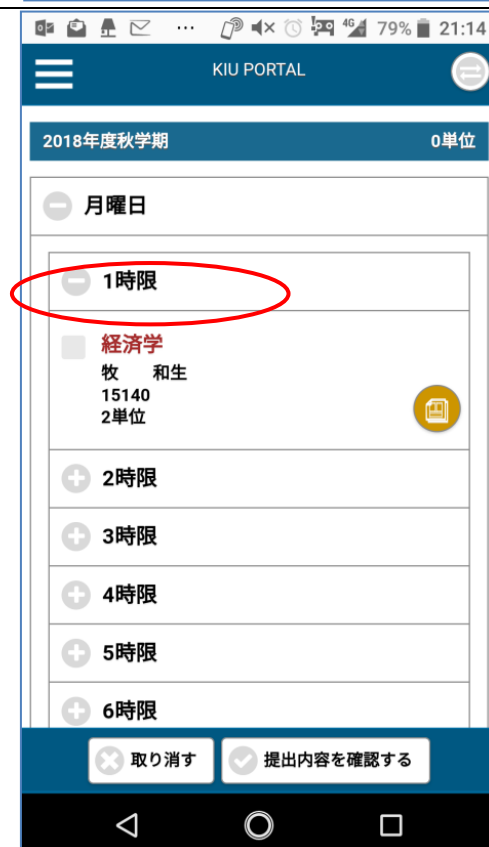 4G 79% 21:14
KIU PORTAL
2018年度秋学期 0単位
月曜日
1時限
経済学
牧 和生
15140
2単位
2時限
3時限
4時限
5時限
6時限
取り消す 提出内容を確認する